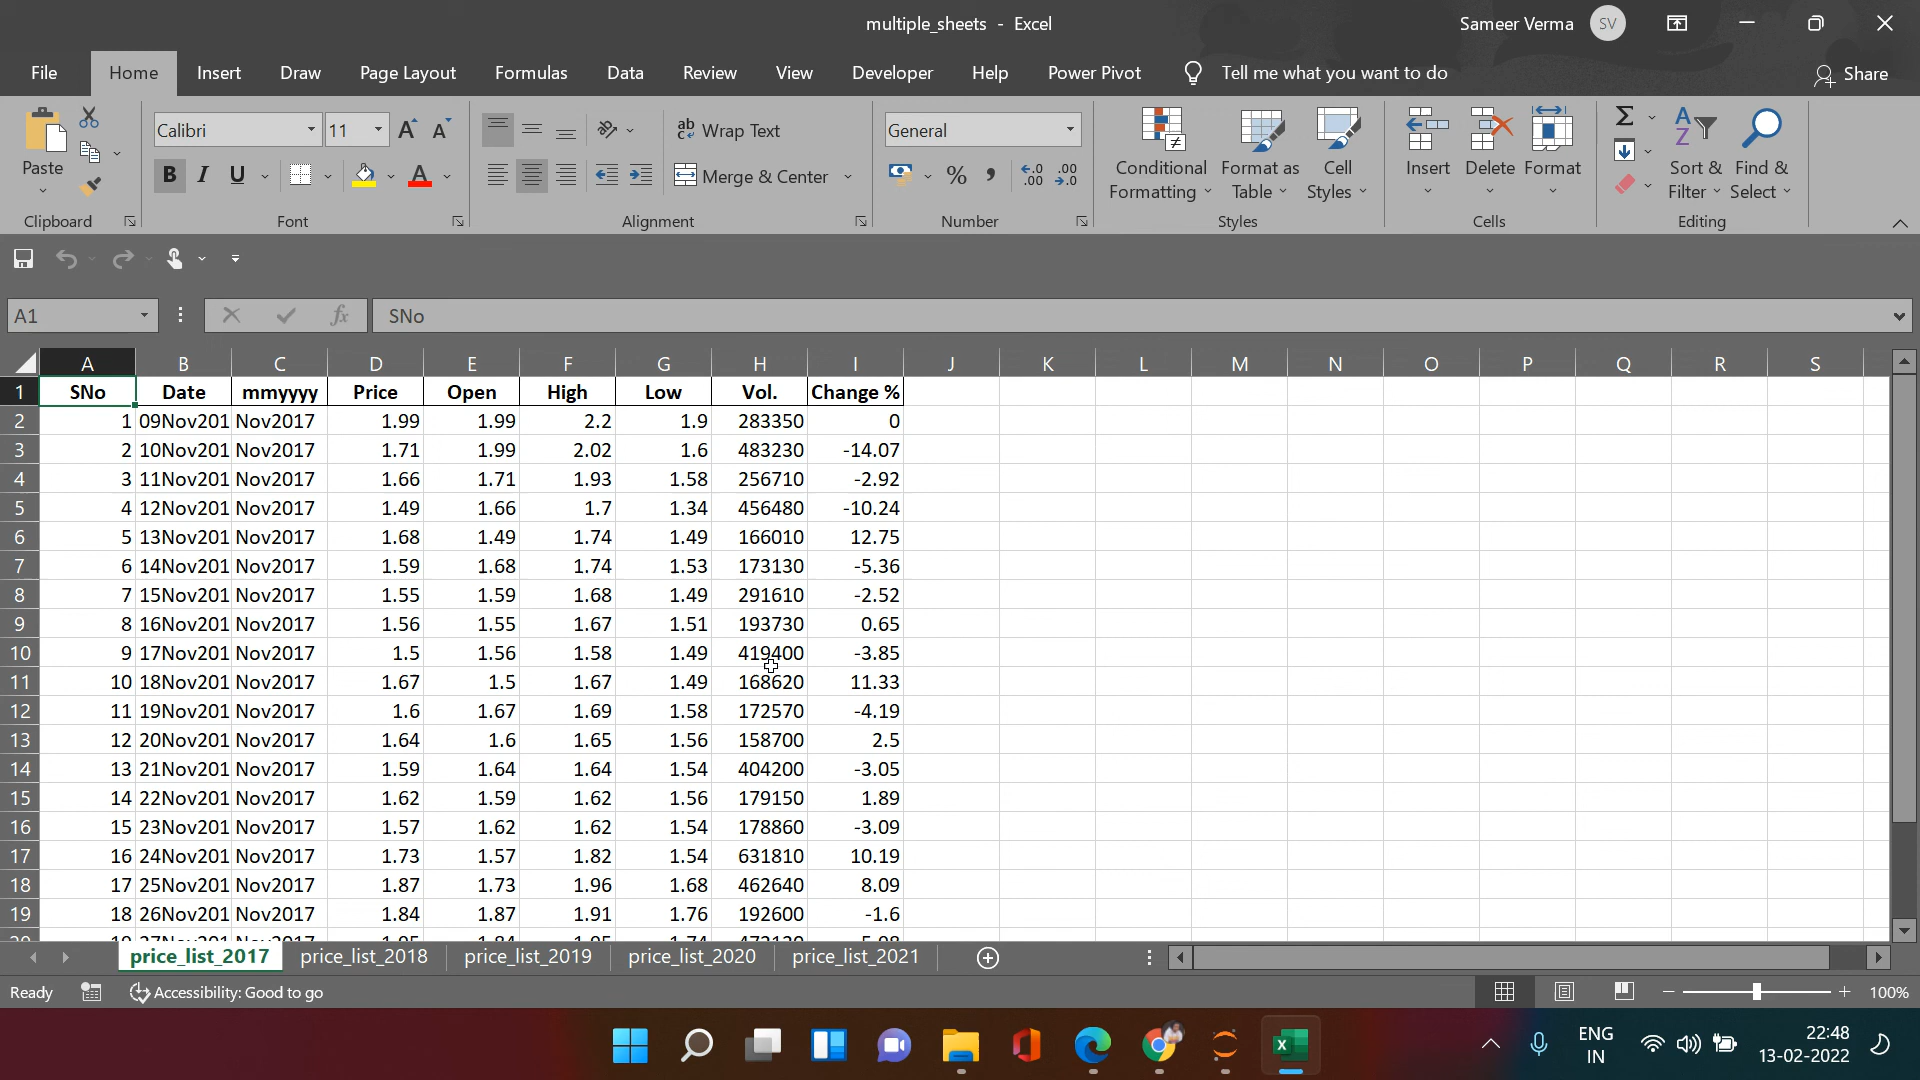 multiple_sheets - Excel
Sameer Verma SV
File Home Insert Draw Page Layout Formulas Data Review View Developer Help Power Pivot Tell me what you want to do Share
Paste
Clipboard
Calibri 11
B I U
Font
Wrap Text
Merge & Center
Alignment
General
Number
Conditional Formatting
Format as Table
Cell Styles
Styles
Insert Delete Format
Cells
Sort & Filter
Find & Select
Editing
A1 fx SNo
A B C D E F G H I J K L M N O P Q R S
1 SNo Date mmyyyy Price Open High Low Vol. Change %
2 1 09Nov201 Nov2017 1.99 1.99 2.2 1.9 283350 0
3 2 10Nov201 Nov2017 1.71 1.99 2.02 1.6 483230 -14.07
4 3 11Nov201 Nov2017 1.66 1.71 1.93 1.58 256710 -2.92
5 4 12Nov201 Nov2017 1.49 1.66 1.7 1.34 456480 -10.24
6 5 13Nov201 Nov2017 1.68 1.49 1.74 1.49 166010 12.75
7 6 14Nov201 Nov2017 1.59 1.68 1.74 1.53 173130 -5.36
8 7 15Nov201 Nov2017 1.55 1.59 1.68 1.49 291610 -2.52
9 8 16Nov201 Nov2017 1.56 1.55 1.67 1.51 193730 0.65
10 9 17Nov201 Nov2017 1.5 1.56 1.58 1.49 419400 -3.85
11 10 18Nov201 Nov2017 1.67 1.5 1.67 1.49 168620 11.33
12 11 19Nov201 Nov2017 1.6 1.67 1.69 1.58 172570 -4.19
13 12 20Nov201 Nov2017 1.64 1.6 1.65 1.56 158700 2.5
14 13 21Nov201 Nov2017 1.59 1.64 1.64 1.54 404200 -3.05
15 14 22Nov201 Nov2017 1.62 1.59 1.62 1.56 179150 1.89
16 15 23Nov201 Nov2017 1.57 1.62 1.62 1.54 178860 -3.09
17 16 24Nov201 Nov2017 1.73 1.57 1.82 1.54 631810 10.19
18 17 25Nov201 Nov2017 1.87 1.73 1.96 1.68 462640 8.09
19 18 26Nov201 Nov2017 1.84 1.87 1.91 1.76 192600 -1.6
price_list_2017 price_list_2018 price_list_2019 price_list_2020 price_list_2021
Ready Accessibility: Good to go 100%
ENG IN
22:48
13-02-2022